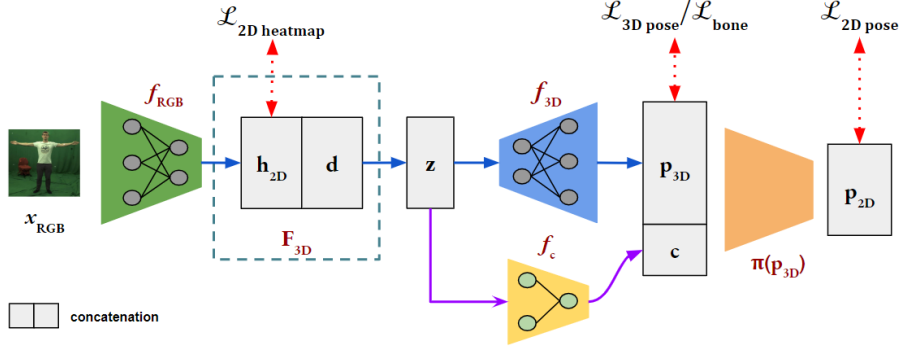 ℒ2D heatmap
ℒ3D pose/ℒbone
ℒ2D pose
fRGB
f3D
h2D
d
z
p3D
p2D
xRGB
F3D
fc
c
π(p3D)
concatenation